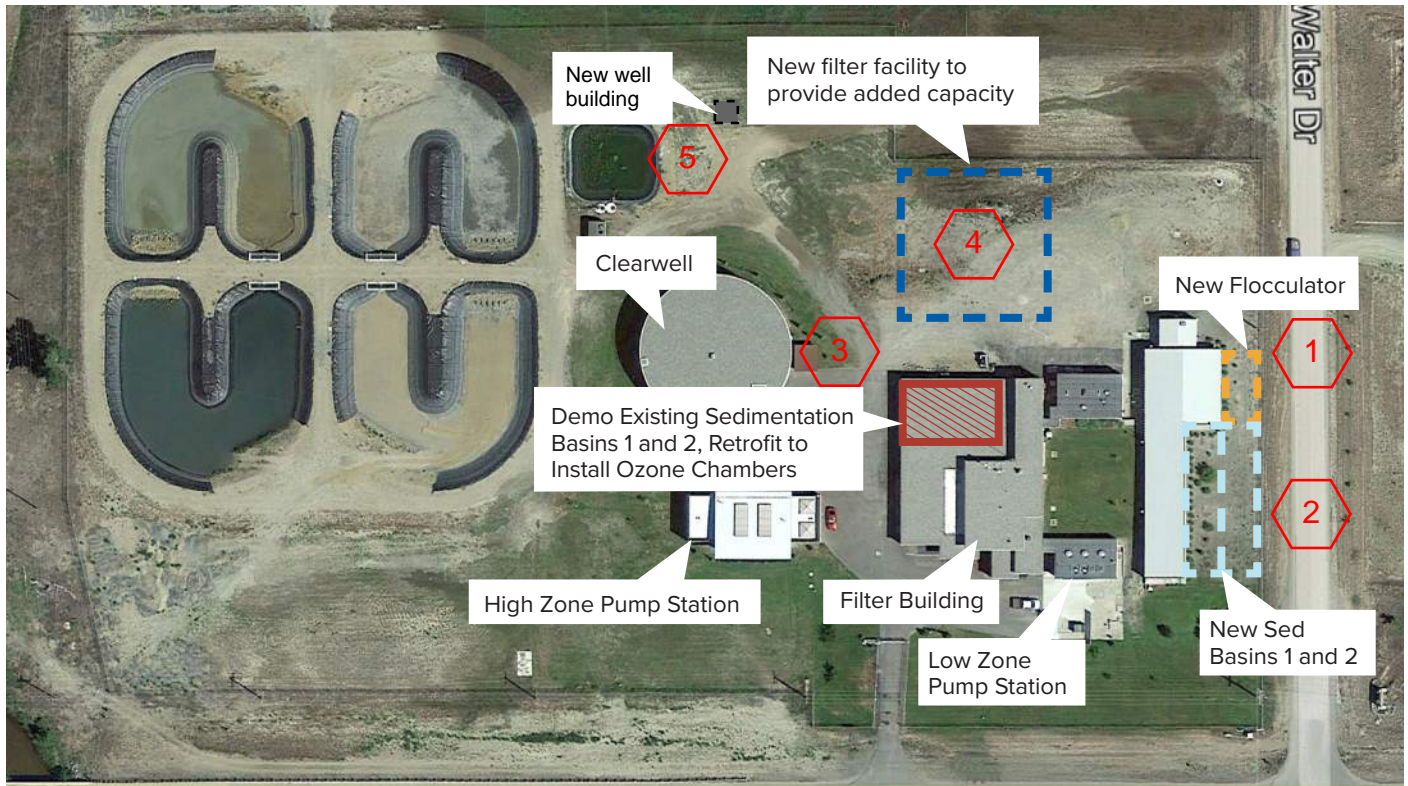 Walter Dr
New well
building
New filter facility to
provide added capacity
5
4
Clearwell
New Flocculator
1
3
Demo Existing Sedimentation
Basins 1 and 2, Retrofit to
Install Ozone Chambers
2
High Zone Pump Station
Filter Building
Low Zone
Pump Station
New Sed
Basins 1 and 2